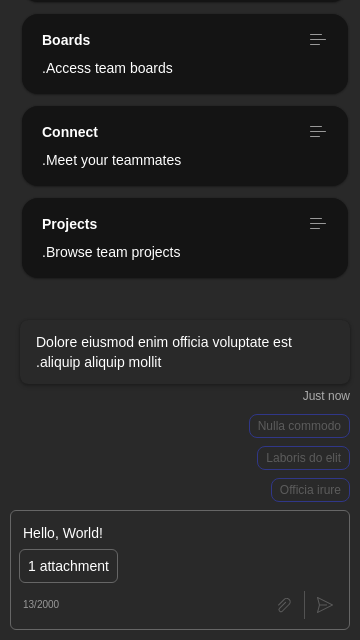 Boards
.Access team boards
Connect
.Meet your teammates
Projects
.Browse team projects
Dolore eiusmod enim officia voluptate est
.aliquip aliquip mollit
Just now
Nulla commodo
Laboris do elit
Officia irure
Hello, World!
1 attachment
13/2000